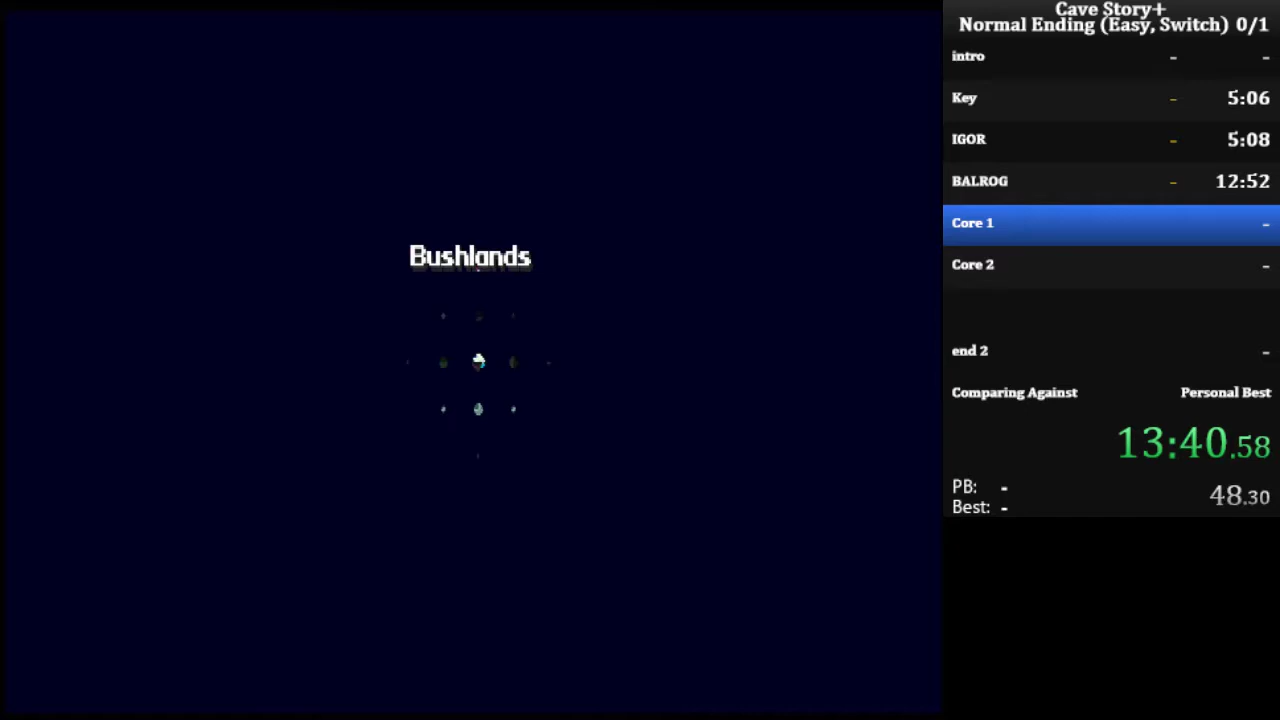 Bushlands
Cave Story+
Normal Ending (Easy, Switch) 0/1
intro - -
Key - 5:06
IGOR - 5:08
BALROG - 12:52
Core 1 -
Core 2 -
end 2 -
Comparing Against Personal Best
13:40.58
PB: - 48.30
Best: -